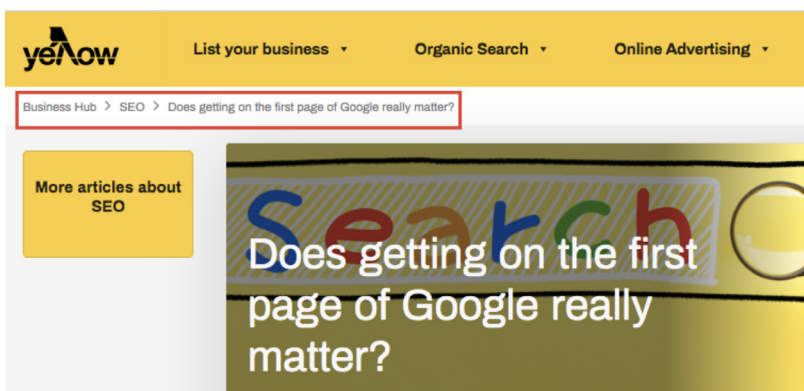 yellow
List your business ▾ Organic Search ▾ Online Advertising ▾
Business Hub > SEO > Does getting on the first page of Google really matter?
More articles about
SEO
Search
Does getting on the first
page of Google really
matter?